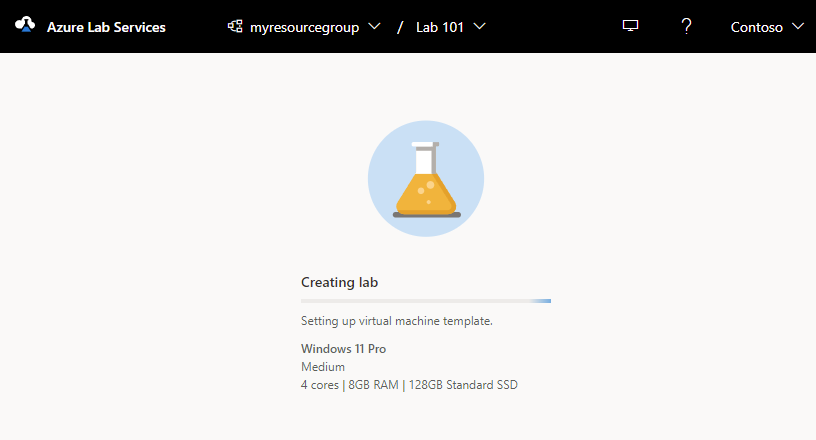 Azure Lab Services myresourcegroup / Lab 101 ? Contoso
Creating lab
Setting up virtual machine template.
Windows 11 Pro
Medium
4 cores | 8GB RAM | 128GB Standard SSD